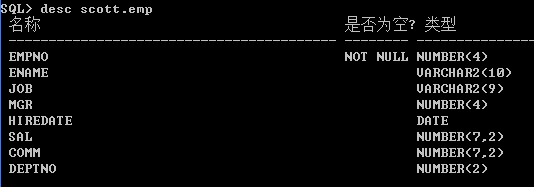 SQL> desc scott.emp
名称 是否为空? 类型
----------------------------------------- -------- ---------------
EMPNO NOT NULL NUMBER(4)
ENAME VARCHAR2(10)
JOB VARCHAR2(9)
MGR NUMBER(4)
HIREDATE DATE
SAL NUMBER(7,2)
COMM NUMBER(7,2)
DEPTNO NUMBER(2)